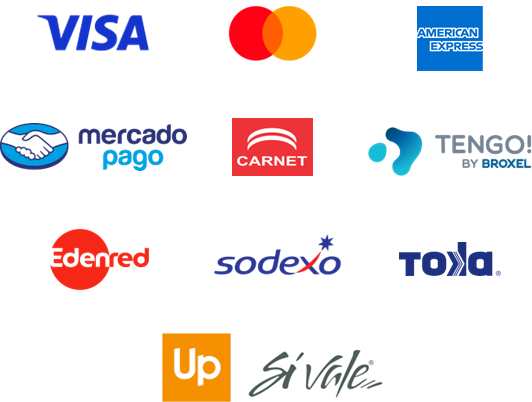 VISA
AMERICAN
EXPRESS
mercado
pago
CARNET
TENGO!
BY BROXEL
Edenred
sodexo
TOKA®
Up
Sí Vale®